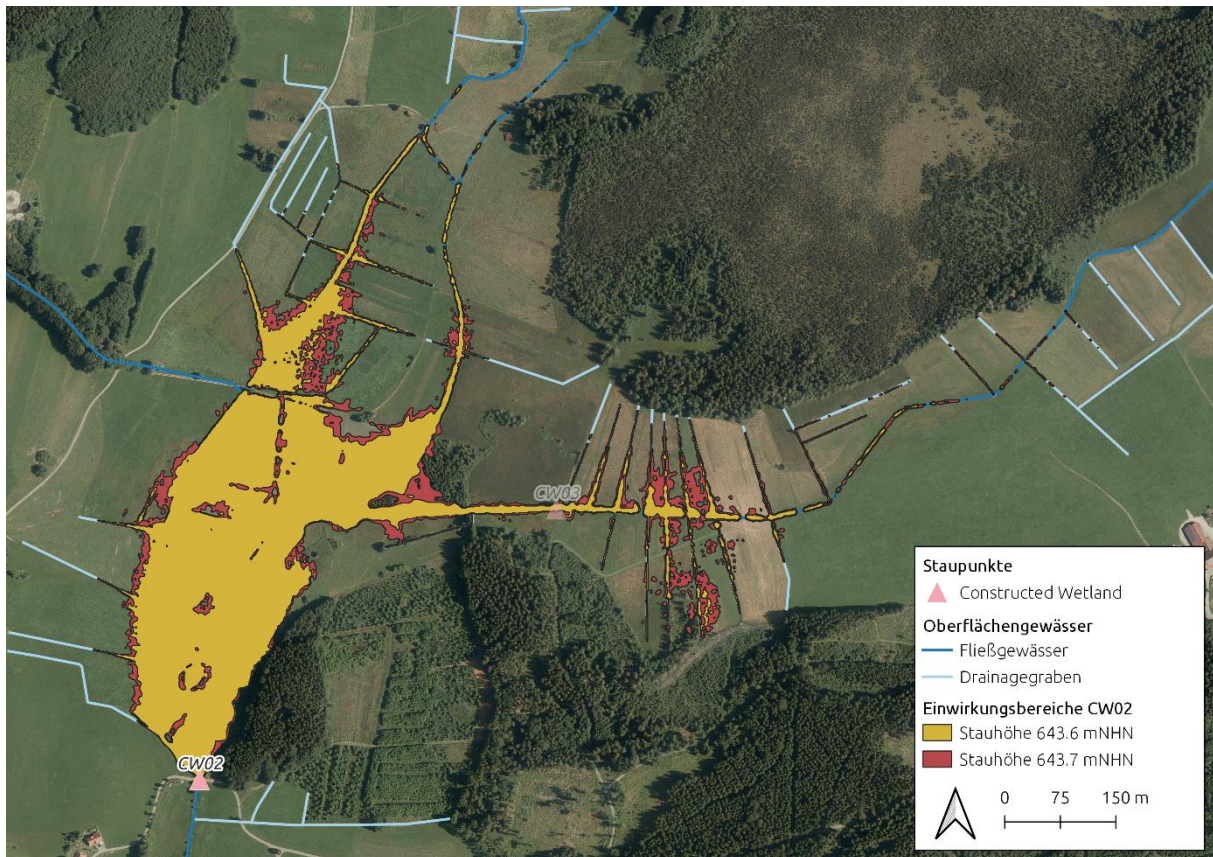 CW03
CW02
Staupunkte
Constructed Wetland
Oberflächengewässer
Fließgewässer
Drainagegraben
Einwirkungsbereiche CW02
Stauhöhe 643.6 mNHN
Stauhöhe 643.7 mNHN
0 75 150 m